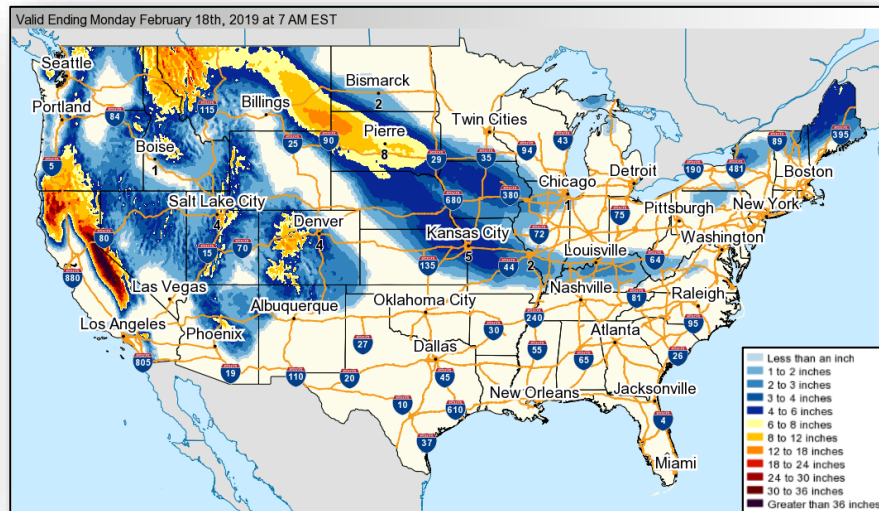 Valid Ending Monday February 18th, 2019 at 7 AM EST
Seattle
Portland
84
115
Billings
Bismarck
2
Twin Cities
5
Boise
1
25
90
Pierre
8
29
35
94
43
190
481
89
395
Boston
Detroit
Chicago
1
680
380
Salt Lake City
4
80
15
70
Denver
4
Kansas City
5
135
44
72
2
75
Pittsburgh
New York
Washington
Louisville
64
880
Las Vegas
Los Angeles
805
Phoenix
Albuquerque
Oklahoma City
Nashville
81
Raleigh
95
240
30
27
Dallas
55
65
Atlanta
26
19
110
20
45
New Orleans
Jacksonville
10
610
37
4
Miami
Less than an inch
1 to 2 inches
2 to 3 inches
3 to 4 inches
4 to 6 inches
6 to 8 inches
8 to 12 inches
12 to 18 inches
18 to 24 inches
24 to 30 inches
30 to 36 inches
Greater than 36 inches